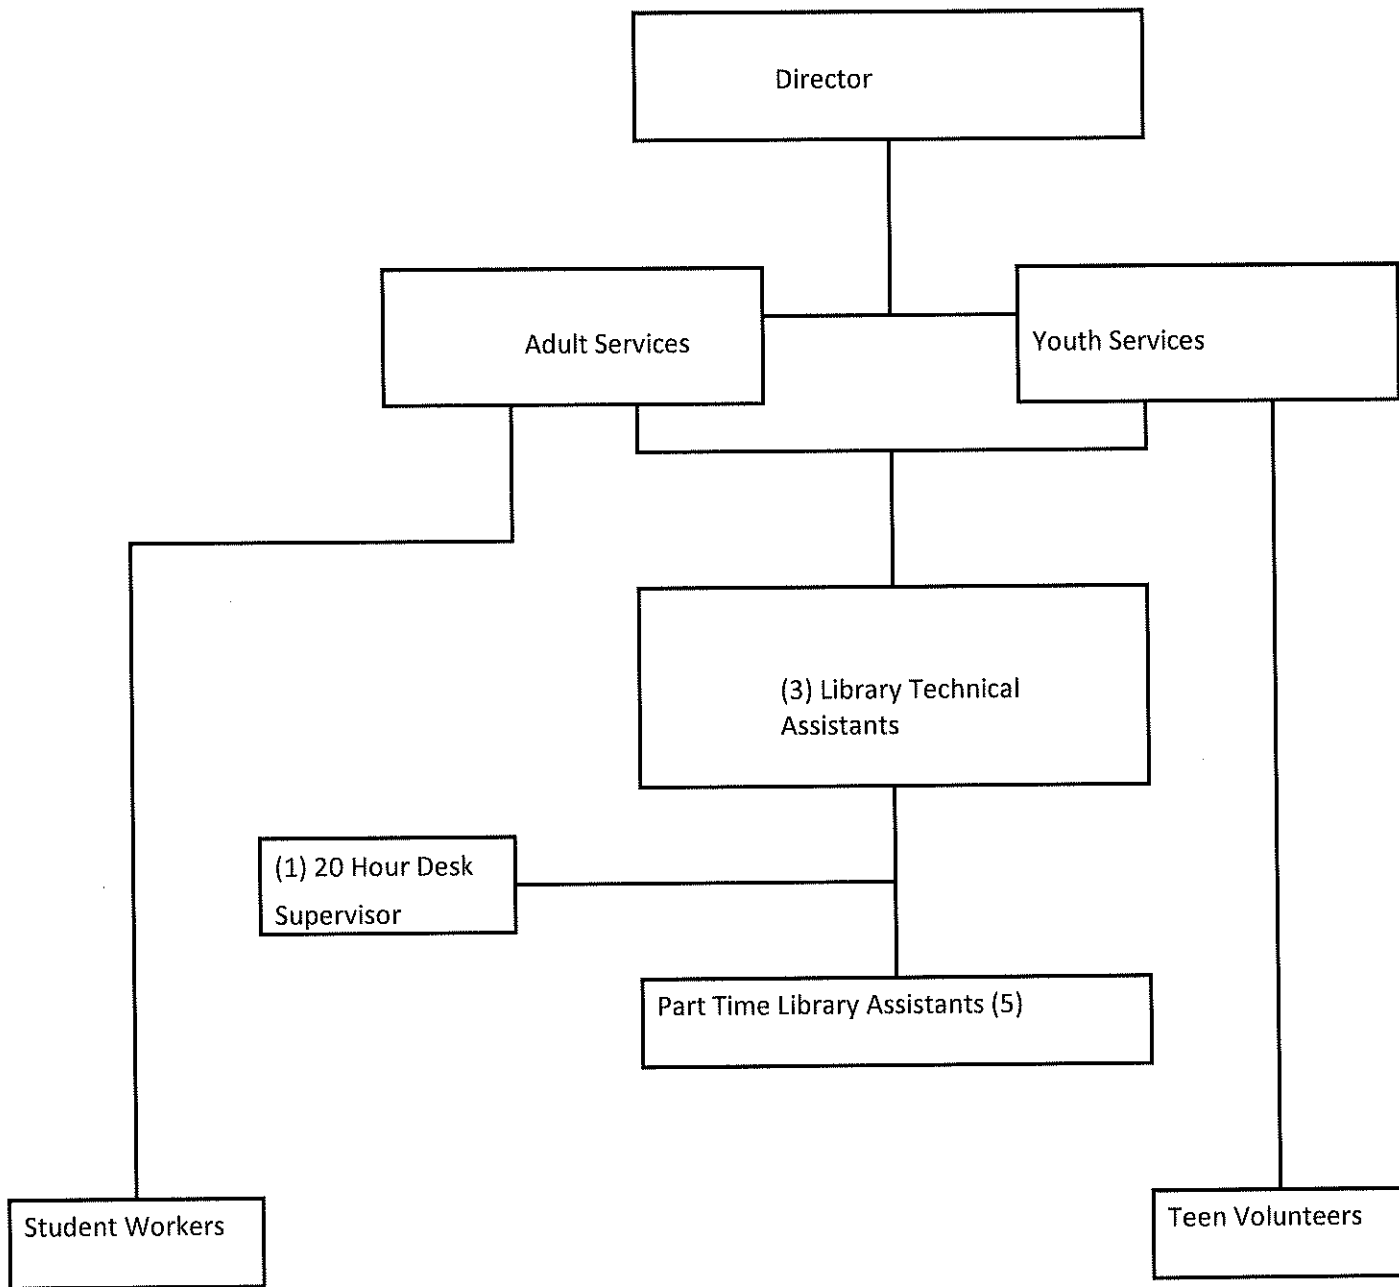 Director
Adult Services
Youth Services
(3) Library Technical
Assistants
(1) 20 Hour Desk
Supervisor
Part Time Library Assistants (5)
Student Workers
Teen Volunteers